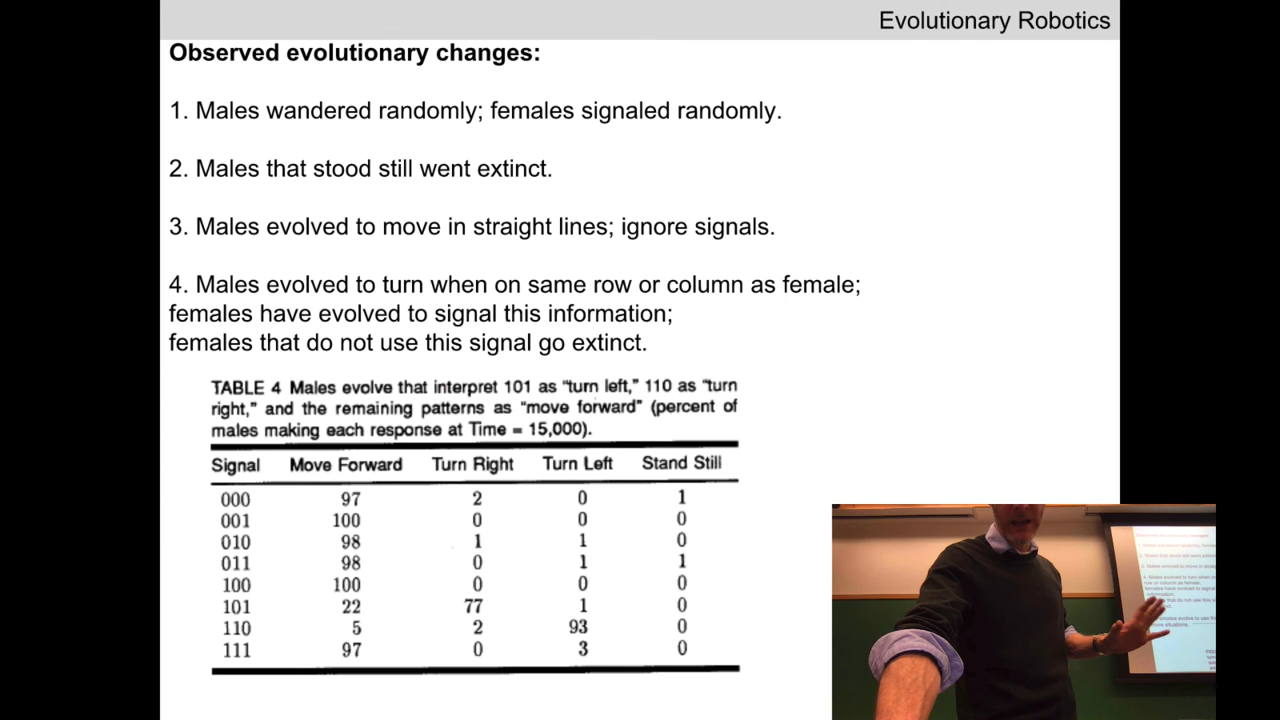 Evolutionary Robotics
Observed evolutionary changes:
1. Males wandered randomly; females signaled randomly.
2. Males that stood still went extinct.
3. Males evolved to move in straight lines; ignore signals.
4. Males evolved to turn when on same row or column as female;
females have evolved to signal this information;
females that do not use this signal go extinct.
TABLE 4 Males evolve that interpret 101 as "turn left," 110 as "turn
right," and the remaining patterns as "move forward" (percent of
males making each response at Time = 15,000).
Signal Move Forward Turn Right Turn Left Stand Still
000 97 2 0 1
001 100 0 0 0
010 98 1 1 0
011 98 0 1 1
100 100 0 0 0
101 22 77 1 0
110 5 2 93 0
111 97 0 3 0